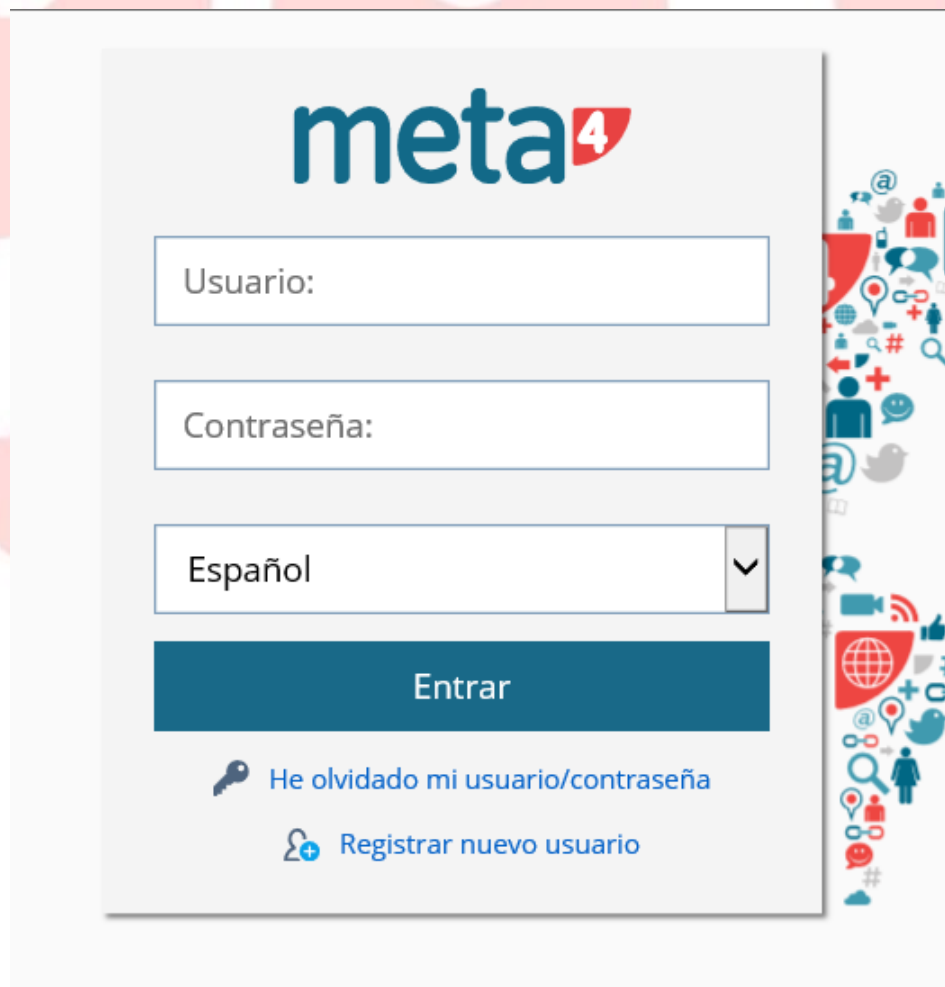 meta4
Usuario:
Contraseña:
Español
Entrar
He olvidado mi usuario/contraseña
Registrar nuevo usuario